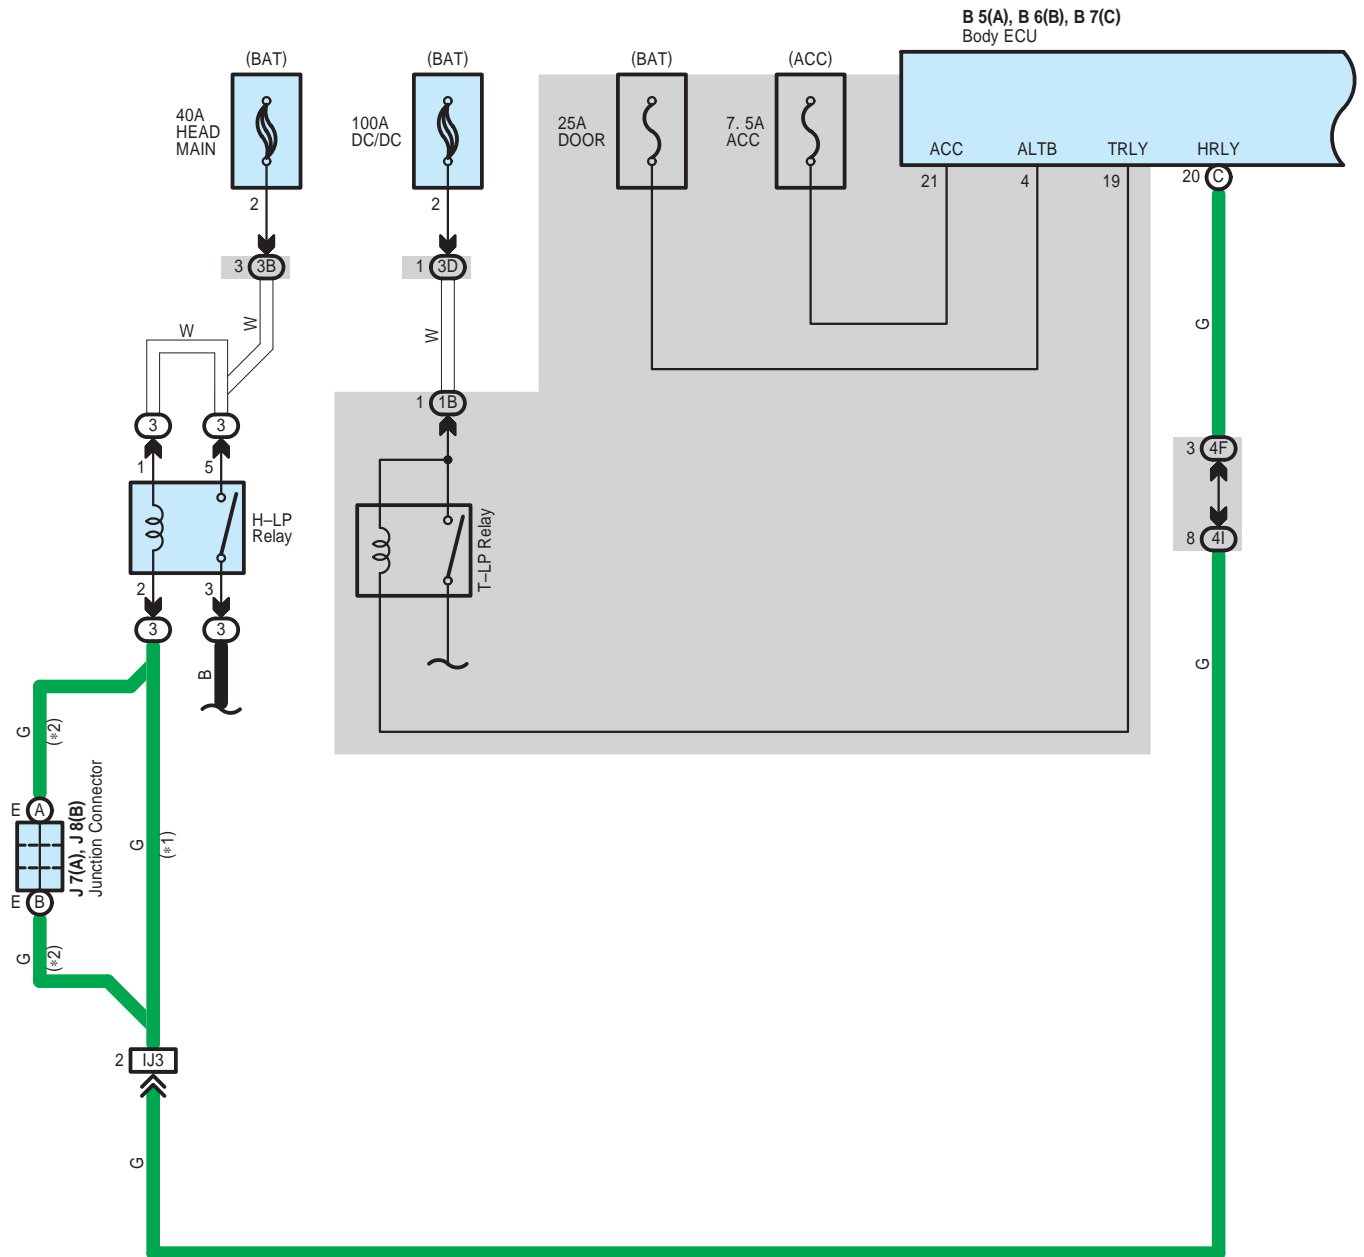 B 5(A), B 6(B), B 7(C)
Body ECU
(BAT)
(BAT)
(BAT)
(ACC)
40A
HEAD
MAIN
100A
DC/DC
25A
DOOR
7. 5A
ACC
ACC
ALTB
TRLY
HRLY
21
4
19
20
C
2
2
3
3B
1
3D
W
W
W
G
1
1B
3
3
1
5
3
4F
8
4I
H–LP
Relay
T–LP Relay
2
3
3
3
B
G
G
(*2)
E
A
J 7(A), J 8(B)
Junction Connector
G
(*1)
E
B
G
(*2)
2
IJ3
G